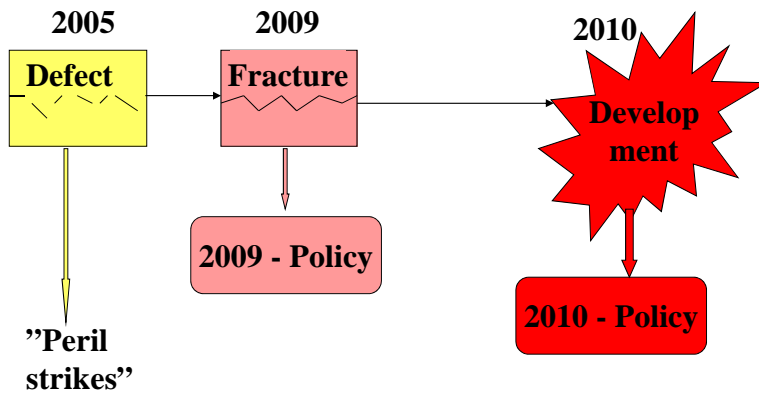 2005
2009
2010
Defect
Fracture
Develop
ment
2009 - Policy
2010 - Policy
”Peril
strikes”